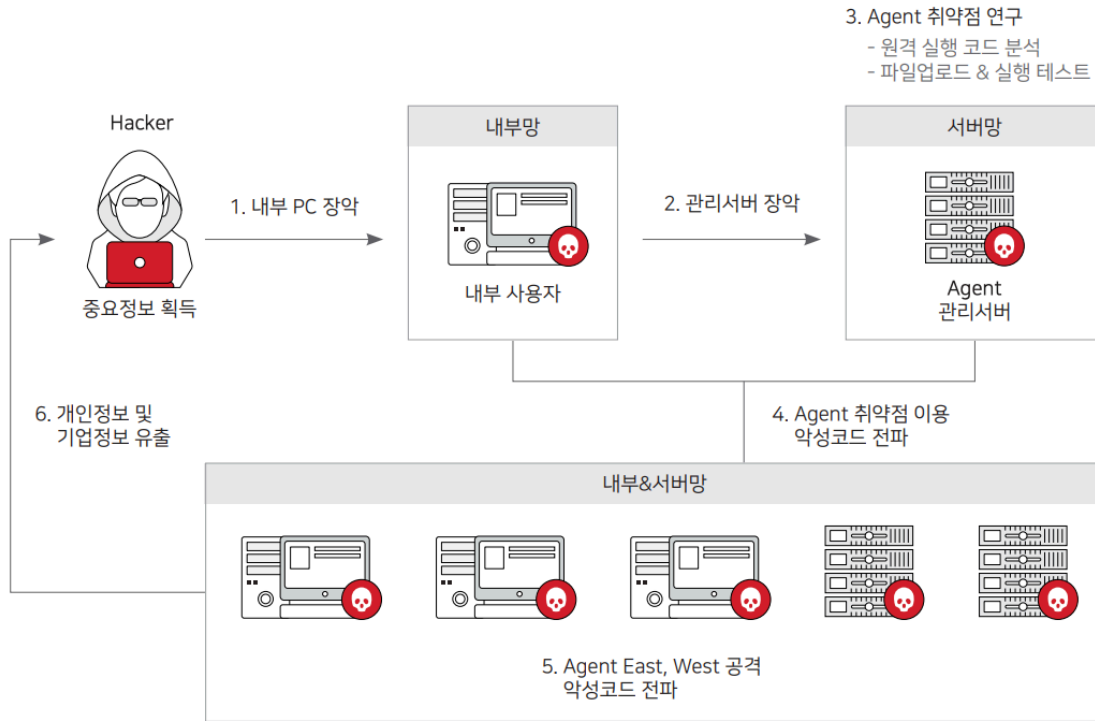 3. Agent 취약점 연구
- 원격 실행 코드 분석
- 파일업로드 & 실행 테스트
Hacker
중요정보 획득
1. 내부 PC 장악
내부망
내부 사용자
2. 관리서버 장악
서버망
Agent
관리서버
4. Agent 취약점 이용
악성코드 전파
6. 개인정보 및
기업정보 유출
내부&서버망
5. Agent East, West 공격
악성코드 전파